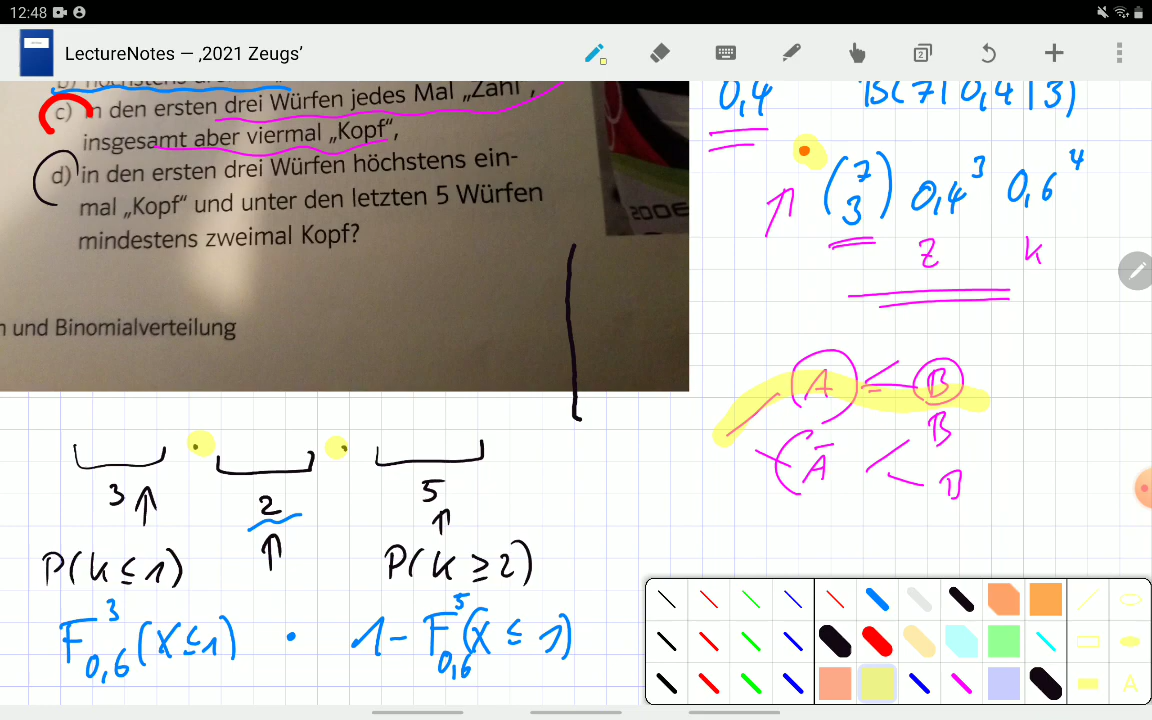 12:48
LectureNotes — ‚2021 Zeugs’
2
c) in den ersten drei Würfen jedes Mal „Zahl“,
insgesamt aber viermal „Kopf“,
d) in den ersten drei Würfen höchstens ein-
mal „Kopf“ und unter den letzten 5 Würfen
mindestens zweimal Kopf?
2006
n und Binomialverteilung
0,4 B(7|0,4|3)
(7 3) 0,4³ 0,6⁴
Z K
A B
B
Ā B
3 2 5
P(K ≤ 1) P(K ≥ 2)
F³0,6(X ≤ 1) · 1 − F⁵0,6(X ≤ 1)
A